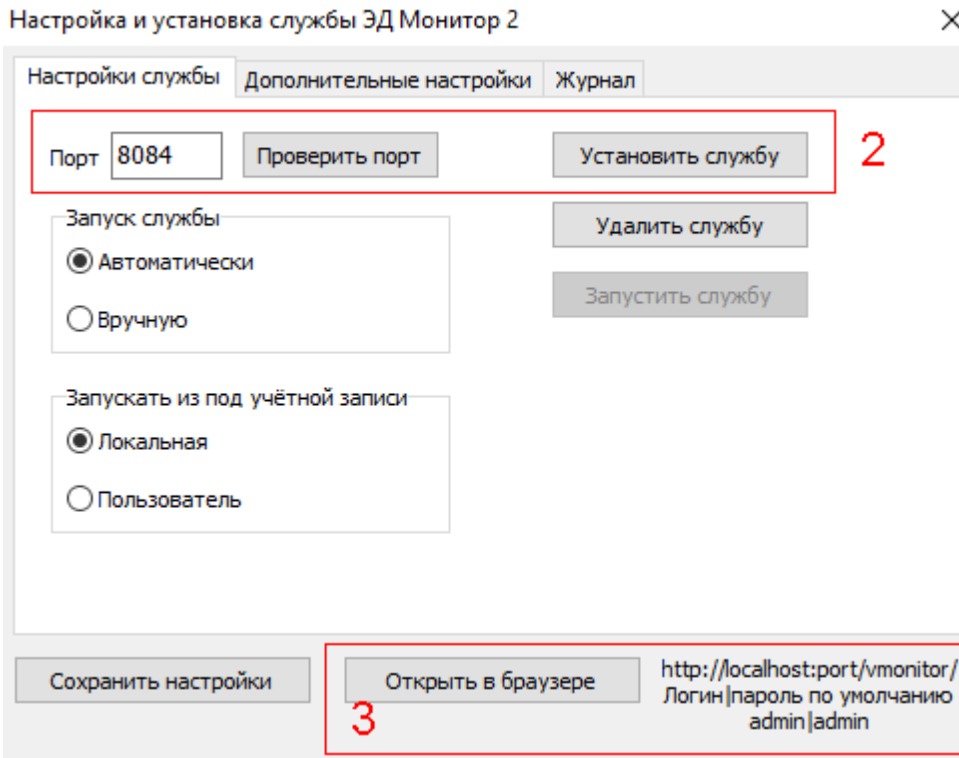 Настройка и установка службы ЭД Монитор 2
Настройки службы Дополнительные настройки Журнал
Порт 8084 Проверить порт Установить службу 2
Запуск службы Удалить службу
Автоматически
Запустить службу
Вручную
Запускать из под учётной записи
Локальная
Пользователь
Сохранить настройки Открыть в браузере http://localhost:port/vmonitor/
Логин|пароль по умолчанию
3 admin|admin